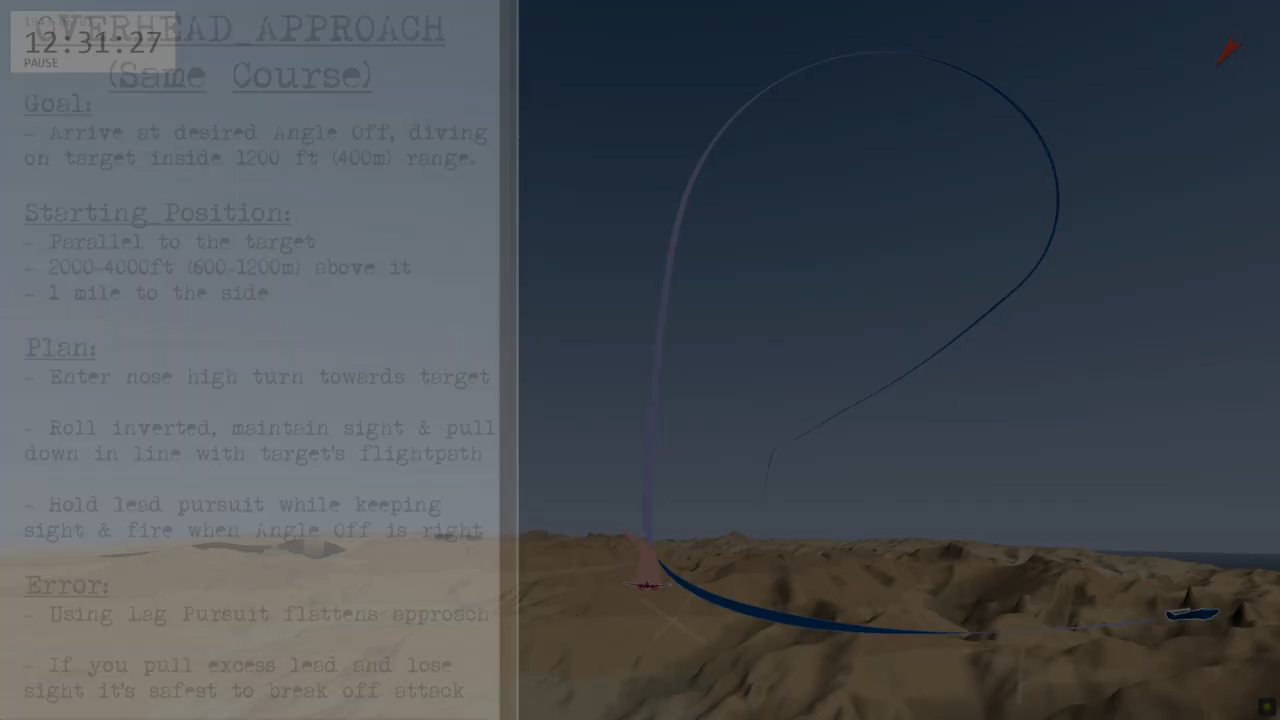 OVERHEAD APPROACH
12:31:27
PAUSE
(Same Course)
Goal:
- Arrive at desired Angle Off, diving
on target inside 1200 ft (400m) range.
Starting Position:
- Parallel to the target
- 2000-4000ft (600-1200m) above it
- 1 mile to the side
Plan:
- Enter nose high turn towards target
- Roll inverted, maintain sight & pull
down in line with target's flightpath
- Hold lead pursuit while keeping
sight & fire when Angle Off is right
Error:
- Using Lag Pursuit flattens approach
- If you pull excess lead and lose
sight it's safest to break off attack